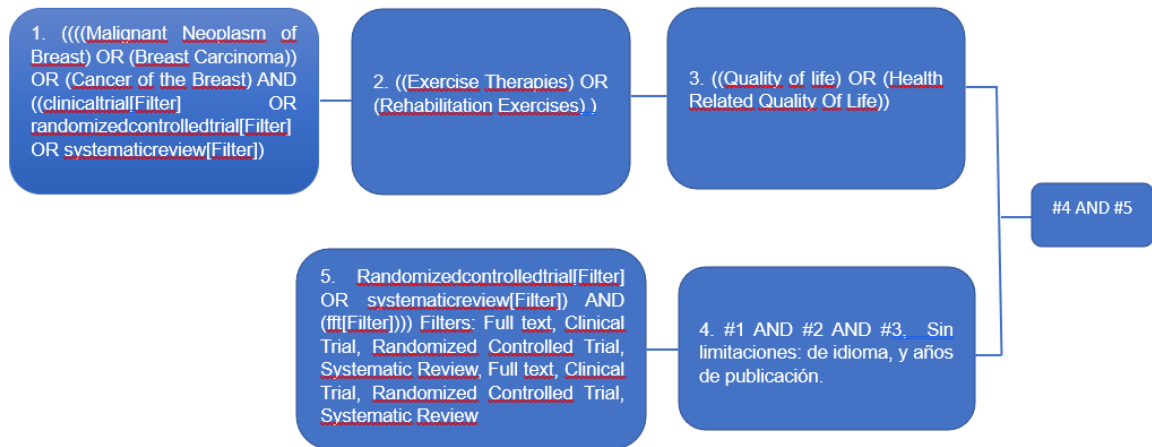 1. ((((Malignant Neoplasm of
Breast) OR (Breast Carcinoma))
OR (Cancer of the Breast) AND
((clinicaltrial[Filter] OR
randomizedcontrolledtrial[Filter]
OR systematicreview[Filter])
2. ((Exercise Therapies) OR
(Rehabilitation Exercises) )
3. ((Quality of life) OR (Health
Related Quality Of Life))
#4 AND #5
5. Randomizedcontrolledtrial[Filter]
OR systematicreview[Filter]) AND
(fft[Filter]))) Filters: Full text, Clinical
Trial, Randomized Controlled Trial,
Systematic Review, Full text, Clinical
Trial, Randomized Controlled Trial,
Systematic Review
4. #1 AND #2 AND #3. Sin
limitaciones: de idioma, y años
de publicación.